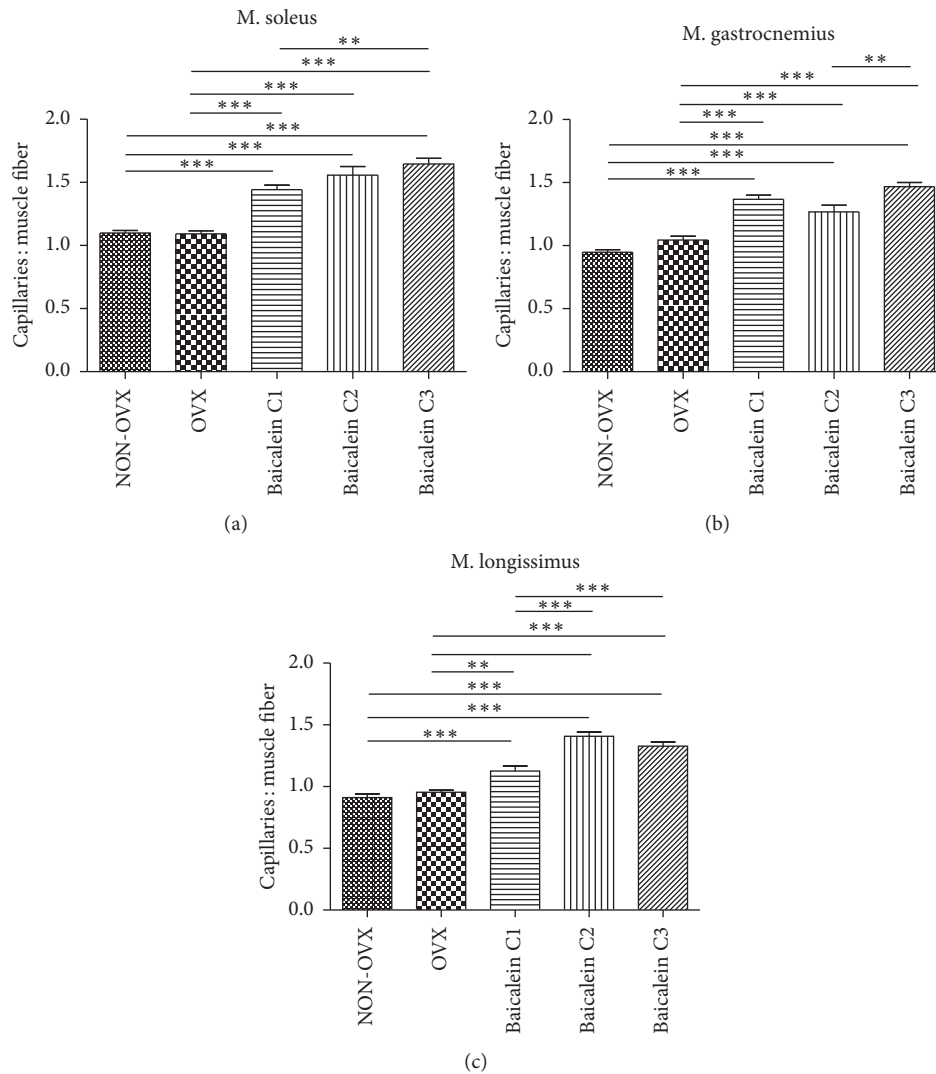 M. soleus
**
***
***
***
***
***
***
2.0
1.5
1.0
0.5
0.0
Capillaries : muscle fiber
NON-OVX
OVX
Baicalein C1
Baicalein C2
Baicalein C3
(a)
M. gastrocnemius
**
***
***
***
***
***
***
2.0
1.5
1.0
0.5
0.0
Capillaries : muscle fiber
NON-OVX
OVX
Baicalein C1
Baicalein C2
Baicalein C3
(b)
M. longissimus
***
***
***
**
***
***
***
2.0
1.5
1.0
0.5
0.0
Capillaries : muscle fiber
NON-OVX
OVX
Baicalein C1
Baicalein C2
Baicalein C3
(c)